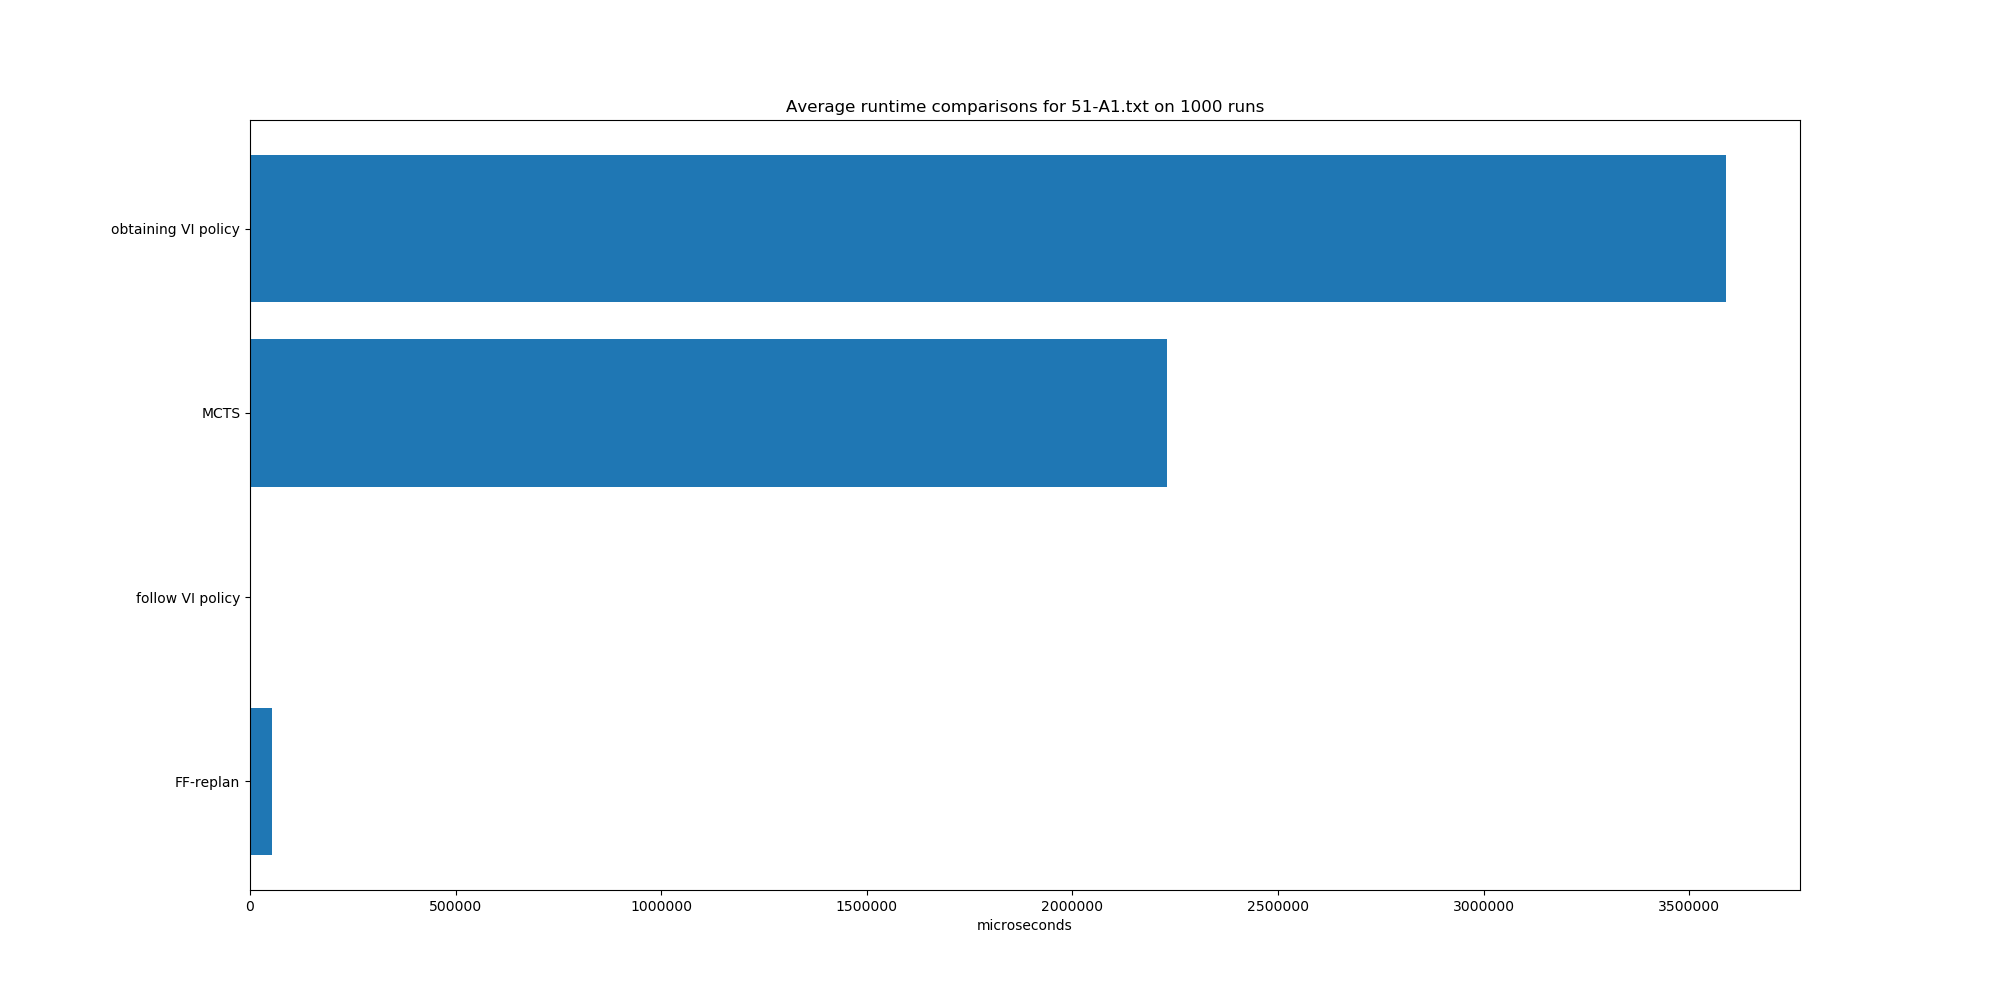 Average runtime comparisons for 51-A1.txt on 1000 runs
obtaining VI policy
MCTS
follow VI policy
FF-replan
0 500000 1000000 1500000 2000000 2500000 3000000 3500000
microseconds